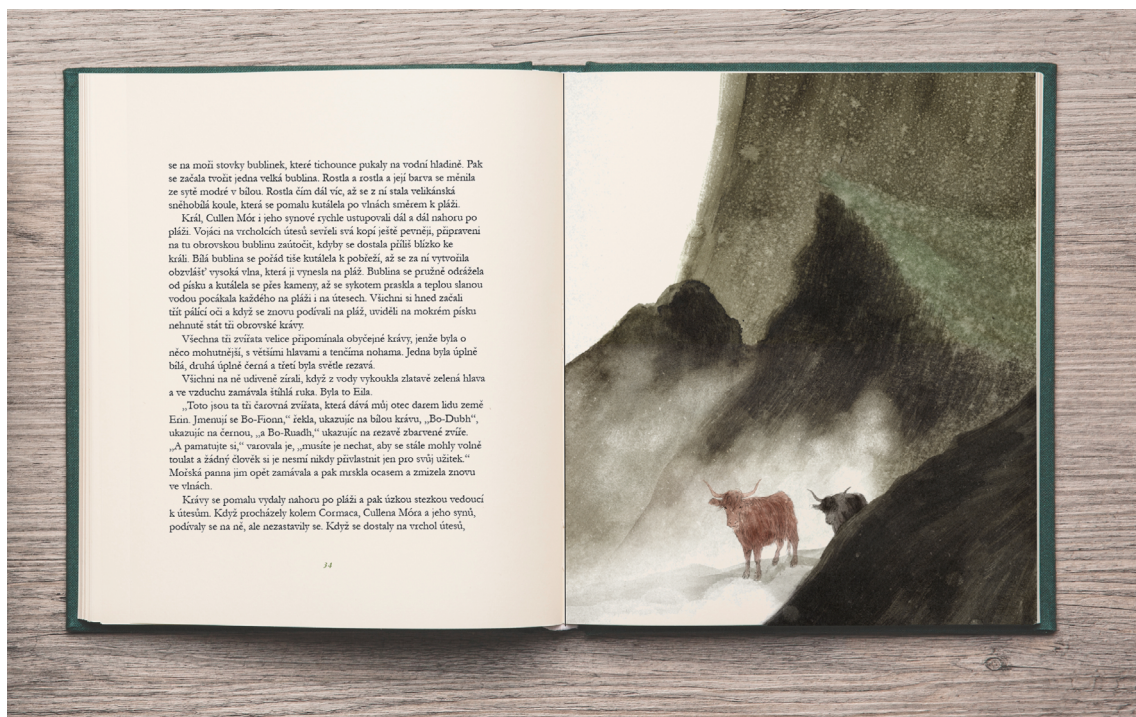 se na moři stovky bublinek, které tichounce pukaly na vodní hladině. Pak
se začala tvořit jedna velká bublina. Rostla a rostla a její barva se měnila
ze sytě modré v bílou. Rostla čím dál víc, až se z ní stala velikánská
sněhobílá koule, která se pomalu kutálela po vlnách směrem k pláži.
Král, Cullen Mór i jeho synové rychle ustupovali dál a dál nahoru po
pláži. Vojáci na vrcholcích útesů sevřeli svá kopí ještě pevněji, připraveni
na tu obrovskou bublinu zaútočit, kdyby se dostala příliš blízko ke
králi. Bílá bublina se pořád tiše kutálela k pobřeží, až se za ní vytvořila
obzvlášť vysoká vlna, která ji vynesla na pláž. Bublina se pružně odrážela
od písku a kutálela se přes kameny, až se sykotem praskla a teplou slanou
vodou pocákala každého na pláži i na útesech. Všichni si hned začali
třít pálící oči a když se znovu podívali na pláž, uviděli na mokrém písku
nehnutě stát tři obrovské krávy.
Všechna tři zvířata velice připomínala obyčejné krávy, jenže byla o
něco mohutnější, s většími hlavami a tenčíma nohama. Jedna byla úplně
bílá, druhá úplně černá a třetí byla světle rezavá.
Všichni na ně udiveně zírali, když z vody vykoukla zlatavě zelená hlava
a ve vzduchu zamávala štíhlá ruka. Byla to Eila.
„Toto jsou ta tři čarovná zvířata, která dává můj otec darem lidu země
Erin. Jmenují se Bo-Fionn,“ řekla, ukazujíc na bílou krávu, „Bo-Dubh“,
ukazujíc na černou, „a Bo-Ruadh,“ ukazujíc na rezavě zbarvené zvíře.
„A pamatujte si,“ varovala je, „musíte je nechat, aby se stále mohly volně
toulat a žádný člověk si je nesmí nikdy přivlastnit jen pro svůj užitek.“
Mořská panna jim opět zamávala a pak mrskla ocasem a zmizela znovu
ve vlnách.
Krávy se pomalu vydaly nahoru po pláži a pak úzkou stezkou vedoucí
k útesům. Když procházely kolem Cormaca, Cullena Móra a jeho synů,
podívaly se na ně, ale nezastavily se. Když se dostaly na vrchol útesů,
34